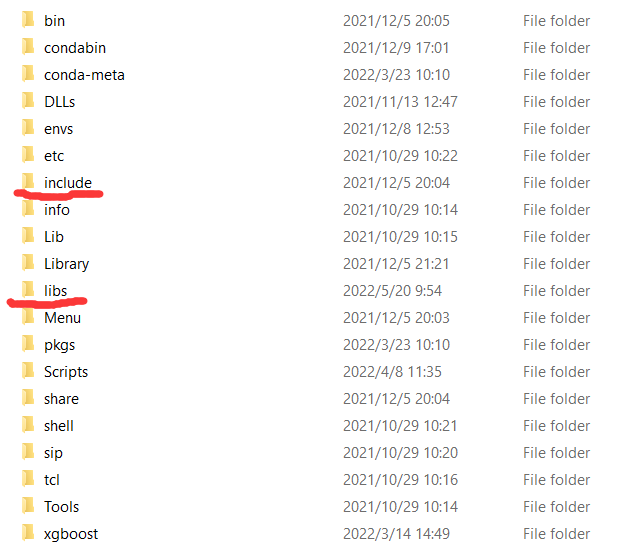 bin 2021/12/5 20:05 File folder
condabin 2021/12/9 17:01 File folder
conda-meta 2022/3/23 10:10 File folder
DLLs 2021/11/13 12:47 File folder
envs 2021/12/8 12:53 File folder
etc 2021/10/29 10:22 File folder
include 2021/12/5 20:04 File folder
info 2021/10/29 10:14 File folder
Lib 2021/10/29 10:15 File folder
Library 2021/12/5 21:21 File folder
libs 2022/5/20 9:54 File folder
Menu 2021/12/5 20:03 File folder
pkgs 2022/3/23 10:10 File folder
Scripts 2022/4/8 11:35 File folder
share 2021/12/5 20:04 File folder
shell 2021/10/29 10:21 File folder
sip 2021/10/29 10:20 File folder
tcl 2021/10/29 10:16 File folder
Tools 2021/10/29 10:14 File folder
xgboost 2022/3/14 14:49 File folder